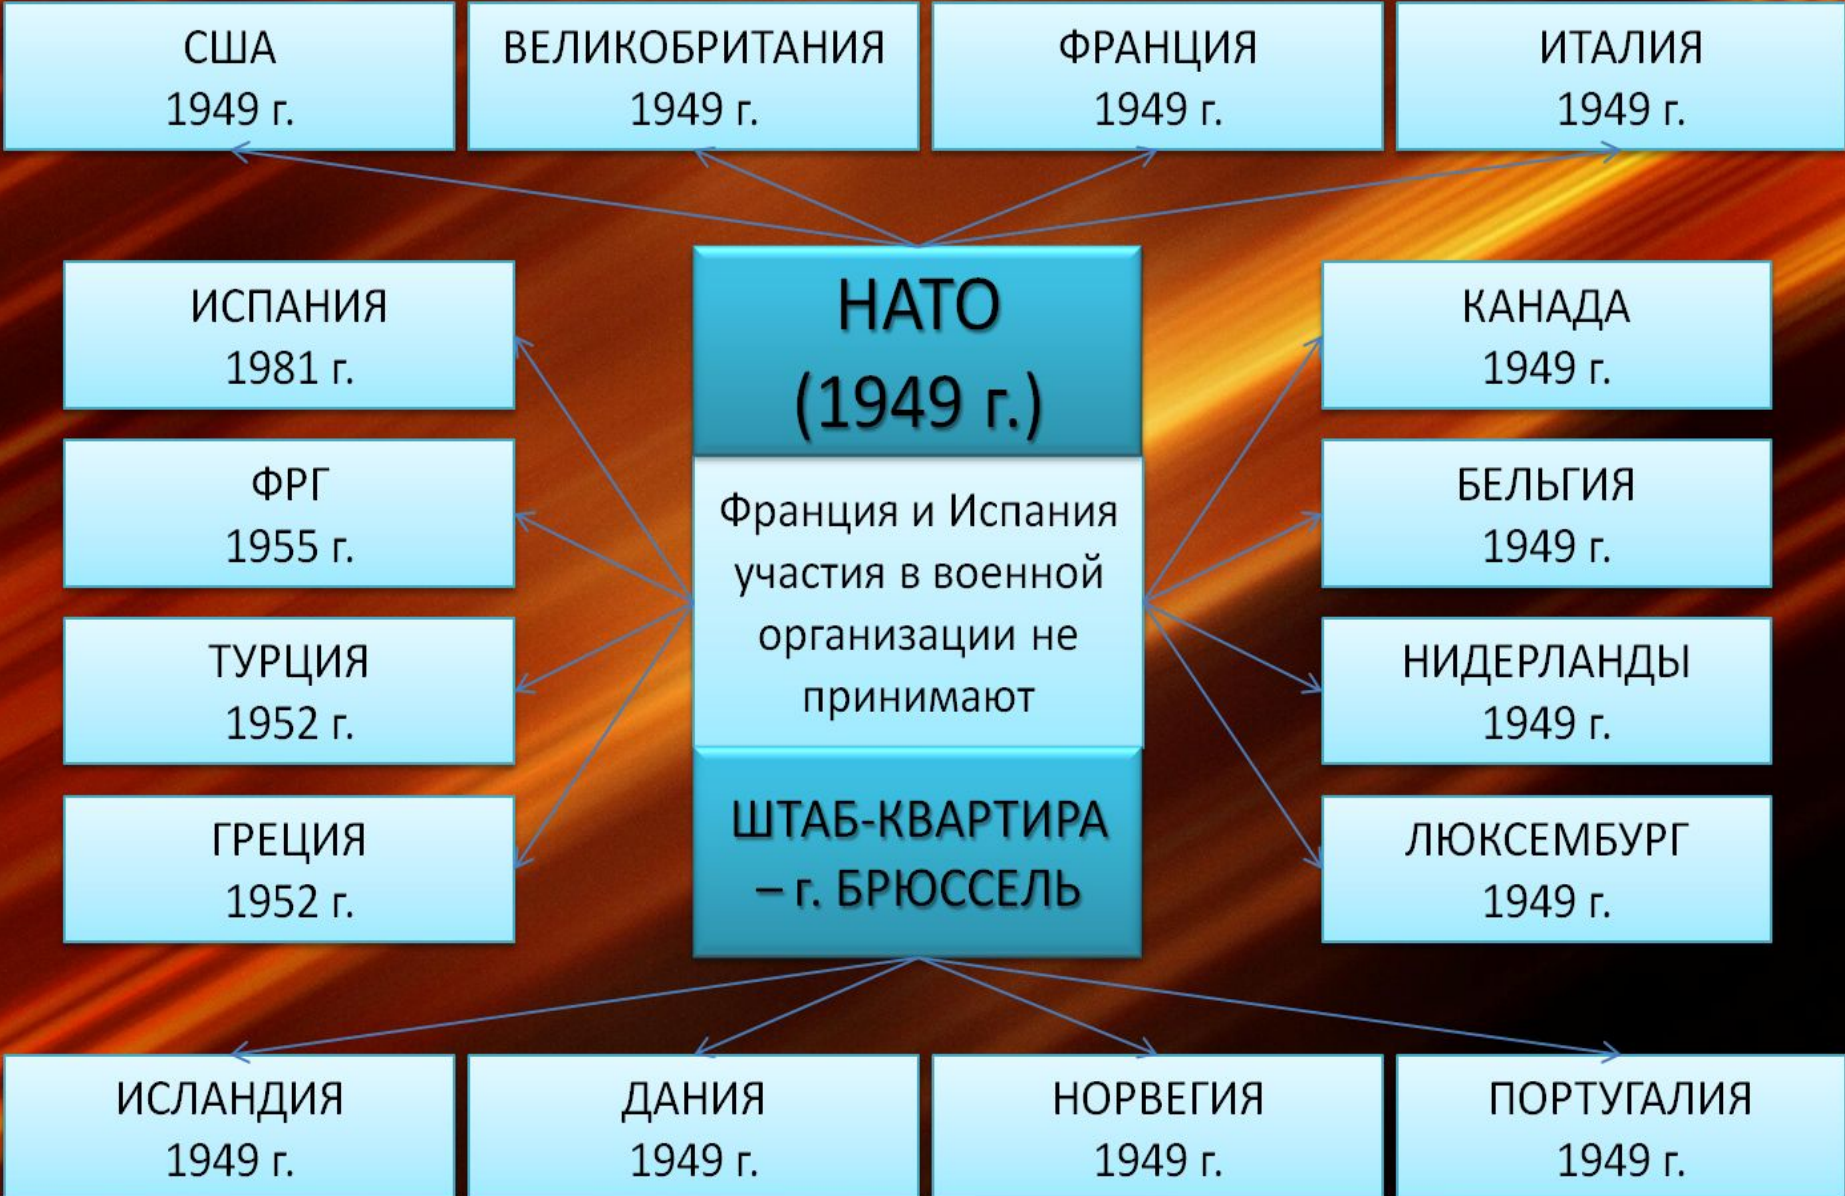 США
1949 г.
ВЕЛИКОБРИТАНИЯ
1949 г.
ФРАНЦИЯ
1949 г.
ИТАЛИЯ
1949 г.
ИСПАНИЯ
1981 г.
ФРГ
1955 г.
ТУРЦИЯ
1952 г.
ГРЕЦИЯ
1952 г.
НАТО
(1949 г.)
Франция и Испания
участия в военной
организации не
принимают
ШТАБ-КВАРТИРА
– г. БРЮССЕЛЬ
КАНАДА
1949 г.
БЕЛЬГИЯ
1949 г.
НИДЕРЛАНДЫ
1949 г.
ЛЮКСЕМБУРГ
1949 г.
ИСЛАНДИЯ
1949 г.
ДАНИЯ
1949 г.
НОРВЕГИЯ
1949 г.
ПОРТУГАЛИЯ
1949 г.